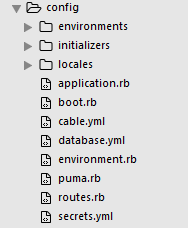 config
environments
initializers
locales
application.rb
boot.rb
cable.yml
database.yml
environment.rb
puma.rb
routes.rb
secrets.yml